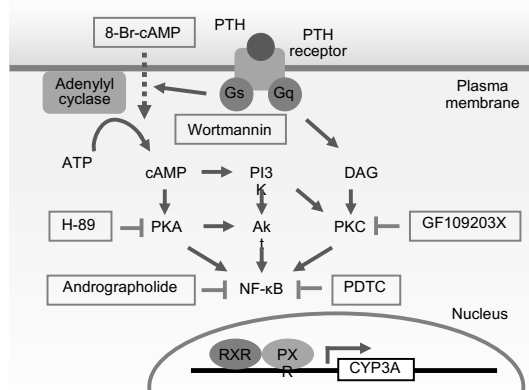 8-Br-cAMP
PTH
PTH
receptor
Adenylyl
cyclase
Gs
Gq
Plasma
membrane
Wortmannin
ATP
cAMP
PI3
K
DAG
H-89
PKA
Ak
t
PKC
GF109203X
Andrographolide
NF-κB
PDTC
Nucleus
RXR
PX
R
CYP3A